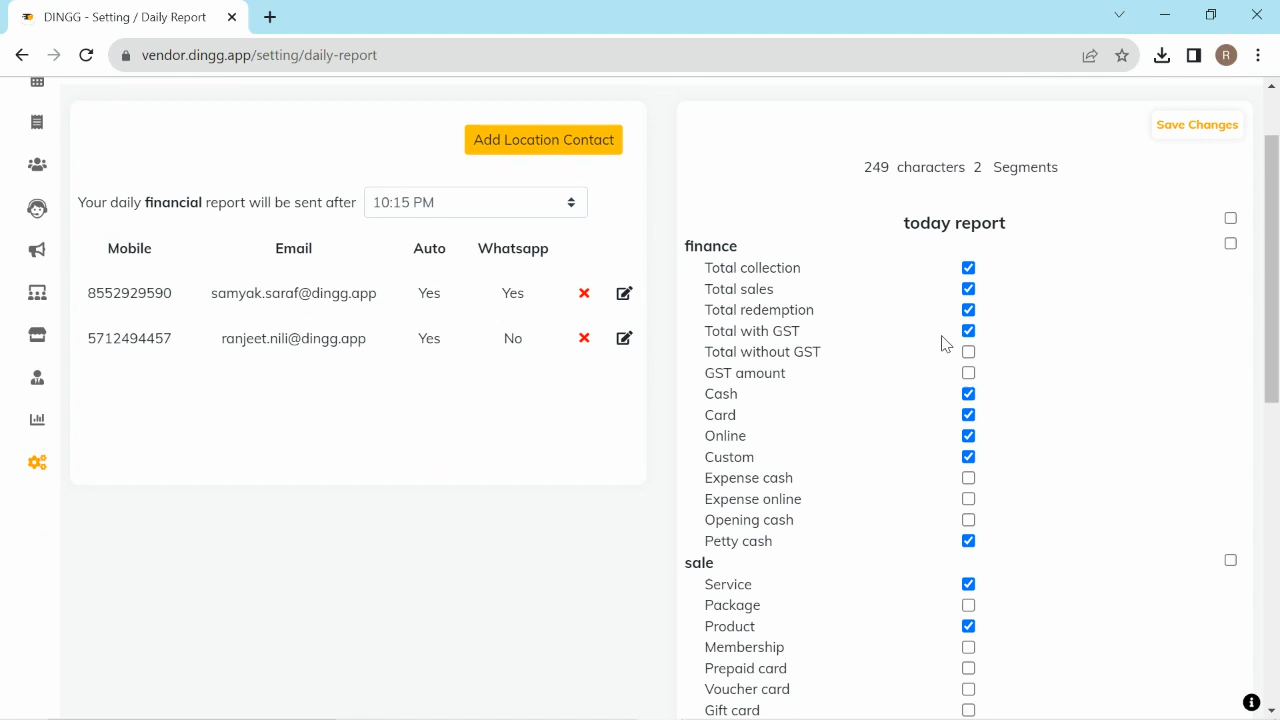 DINGG - Setting / Daily Report
vendor.dingg.app/setting/daily-report
R
Add Location Contact
Your daily financial report will be sent after 10:15 PM
Mobile Email Auto Whatsapp
8552929590 samyak.saraf@dingg.app Yes Yes
5712494457 ranjeet.nili@dingg.app Yes No
Save Changes
249 characters 2 Segments
today report
finance
Total collection
Total sales
Total redemption
Total with GST
Total without GST
GST amount
Cash
Card
Online
Custom
Expense cash
Expense online
Opening cash
Petty cash
sale
Service
Package
Product
Membership
Prepaid card
Voucher card
Gift card